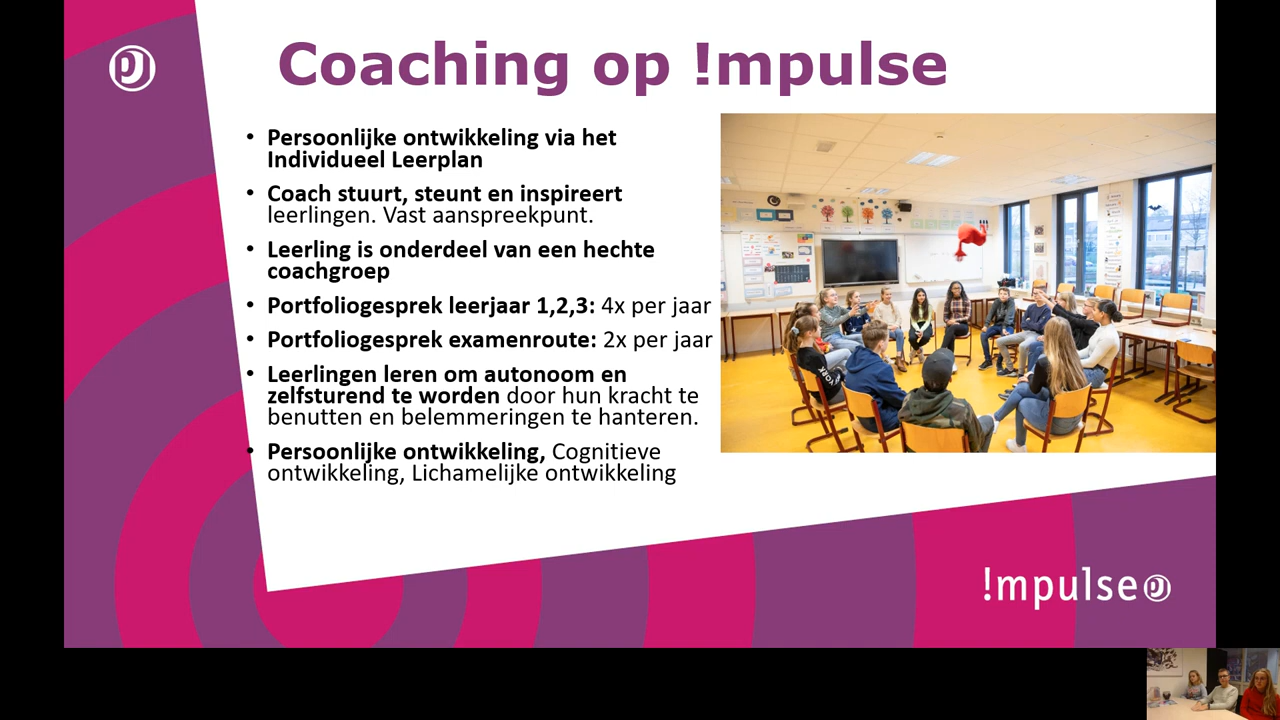 Coaching op !mpulse
• Persoonlijke ontwikkeling via het
Individueel Leerplan
• Coach stuurt, steunt en inspireert
leerlingen. Vast aanspreekpunt.
• Leerling is onderdeel van een hechte
coachgroep
• Portfoliogesprek leerjaar 1,2,3: 4x per jaar
• Portfoliogesprek examenroute: 2x per jaar
• Leerlingen leren om autonoom en
zelfsturend te worden door hun kracht te
benutten en belemmeringen te hanteren.
• Persoonlijke ontwikkeling, Cognitieve
ontwikkeling, Lichamelijke ontwikkeling
!mpulse